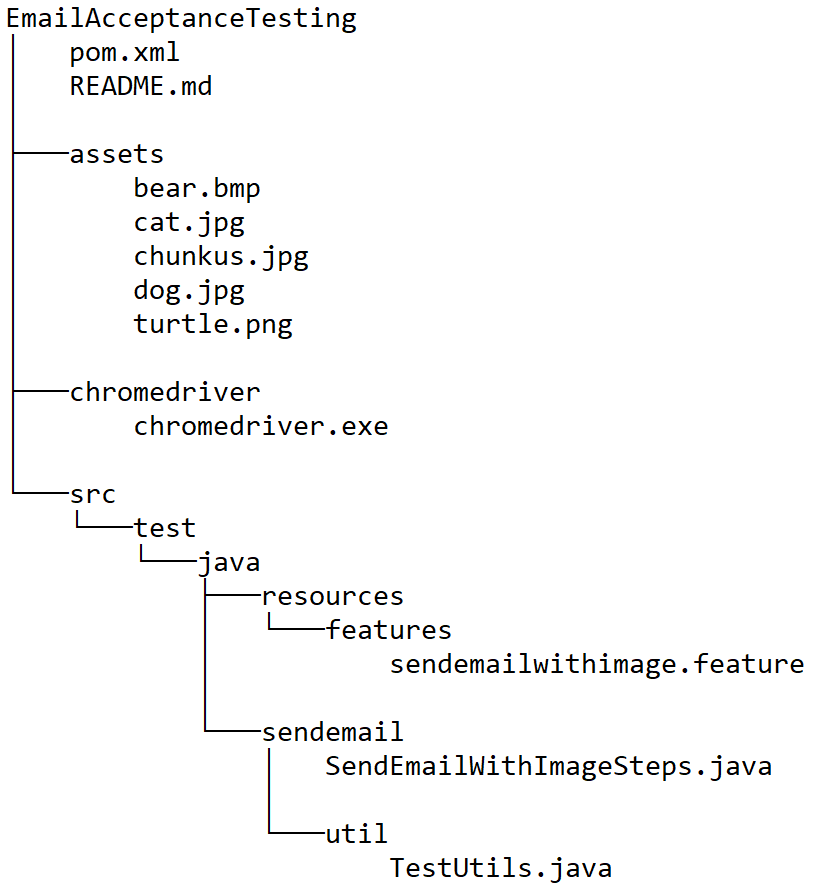 EmailAcceptanceTesting
pom.xml
README.md
assets
bear.bmp
cat.jpg
chunkus.jpg
dog.jpg
turtle.png
chromedriver
chromedriver.exe
src
test
java
resources
features
sendemailwithimage.feature
sendemail
SendEmailWithImageSteps.java
util
TestUtils.java